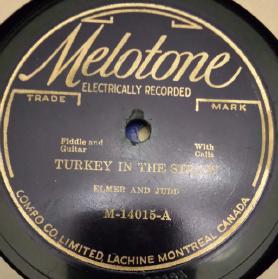 Melotone
ELECTRICALLY RECORDED
TRADE MARK
Fiddle and Guitar
With Calls
TURKEY IN THE STRAW
ELMER AND JUDD
M-14015-A
COMPO CO. LIMITED, LACHINE MONTREAL CANADA